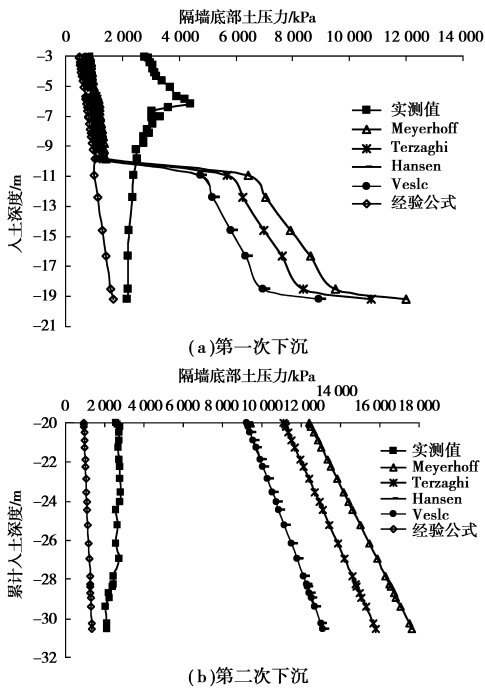 隔墙底部土压力/kPa
0 2 000 4 000 6 000 8 000 10 000 12 000 14 000
-3
-5
-7
-9
-11
-13
-15
-17
-19
-21
人土深度/m
实测值
Meyerhoff
Terzaghi
Hansen
Veslc
经验公式
(a)第一次下沉
隔墙底部土压力/kPa
0 2 000 4 000 6 000 8 000 10 000 12 000 14 000 16 000 18 000
-20
-22
-24
-26
-28
-30
-32
累计人土深度/m
实测值
Meyerhoff
Terzaghi
Hansen
Veslc
经验公式
(b)第二次下沉